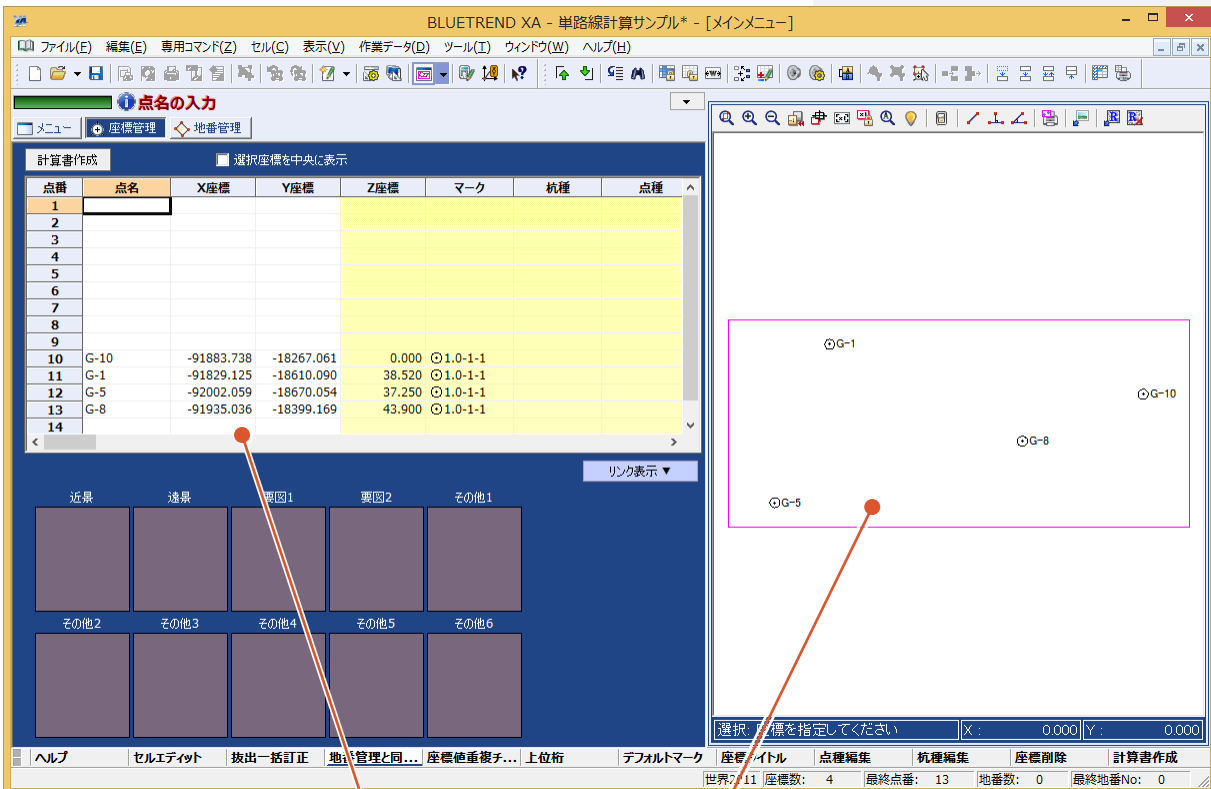 BLUETREND XA - 単路線計算サンプル* - [メインメニュー]
ファイル(F) 編集(E) 専用コマンド(Z) セル(C) 表示(V) 作業データ(D) ツール(T) ウィンドウ(W) ヘルプ(H)
点名の入力
メニュー 座標管理 地番管理
計算書作成 選択座標を中央に表示
点番 点名 X座標 Y座標 Z座標 マーク 杭種 点種
1
2
3
4
5
6
7
8
9
10 G-10 -91883.738 -18267.061 0.000 ⊙1.0-1-1
11 G-1 -91829.125 -18610.090 38.520 ⊙1.0-1-1
12 G-5 -92002.059 -18670.054 37.250 ⊙1.0-1-1
13 G-8 -91935.036 -18399.169 43.900 ⊙1.0-1-1
14
リンク表示 ▼
近景 遠景 要図1 要図2 その他1
その他2 その他3 その他4 その他5 その他6
G-1
G-10
G-8
G-5
選択: 座標を指定してください X : 0.000 Y : 0.000
ヘルプ セルエディット 抜出一括訂正 地番管理と同... 座標値重複チ... 上位桁 デフォルトマーク 座標タイトル 点種編集 杭種編集 座標削除 計算書作成
世界2011 座標数: 4 最終点番: 13 地番数: 0 最終地番No: 0